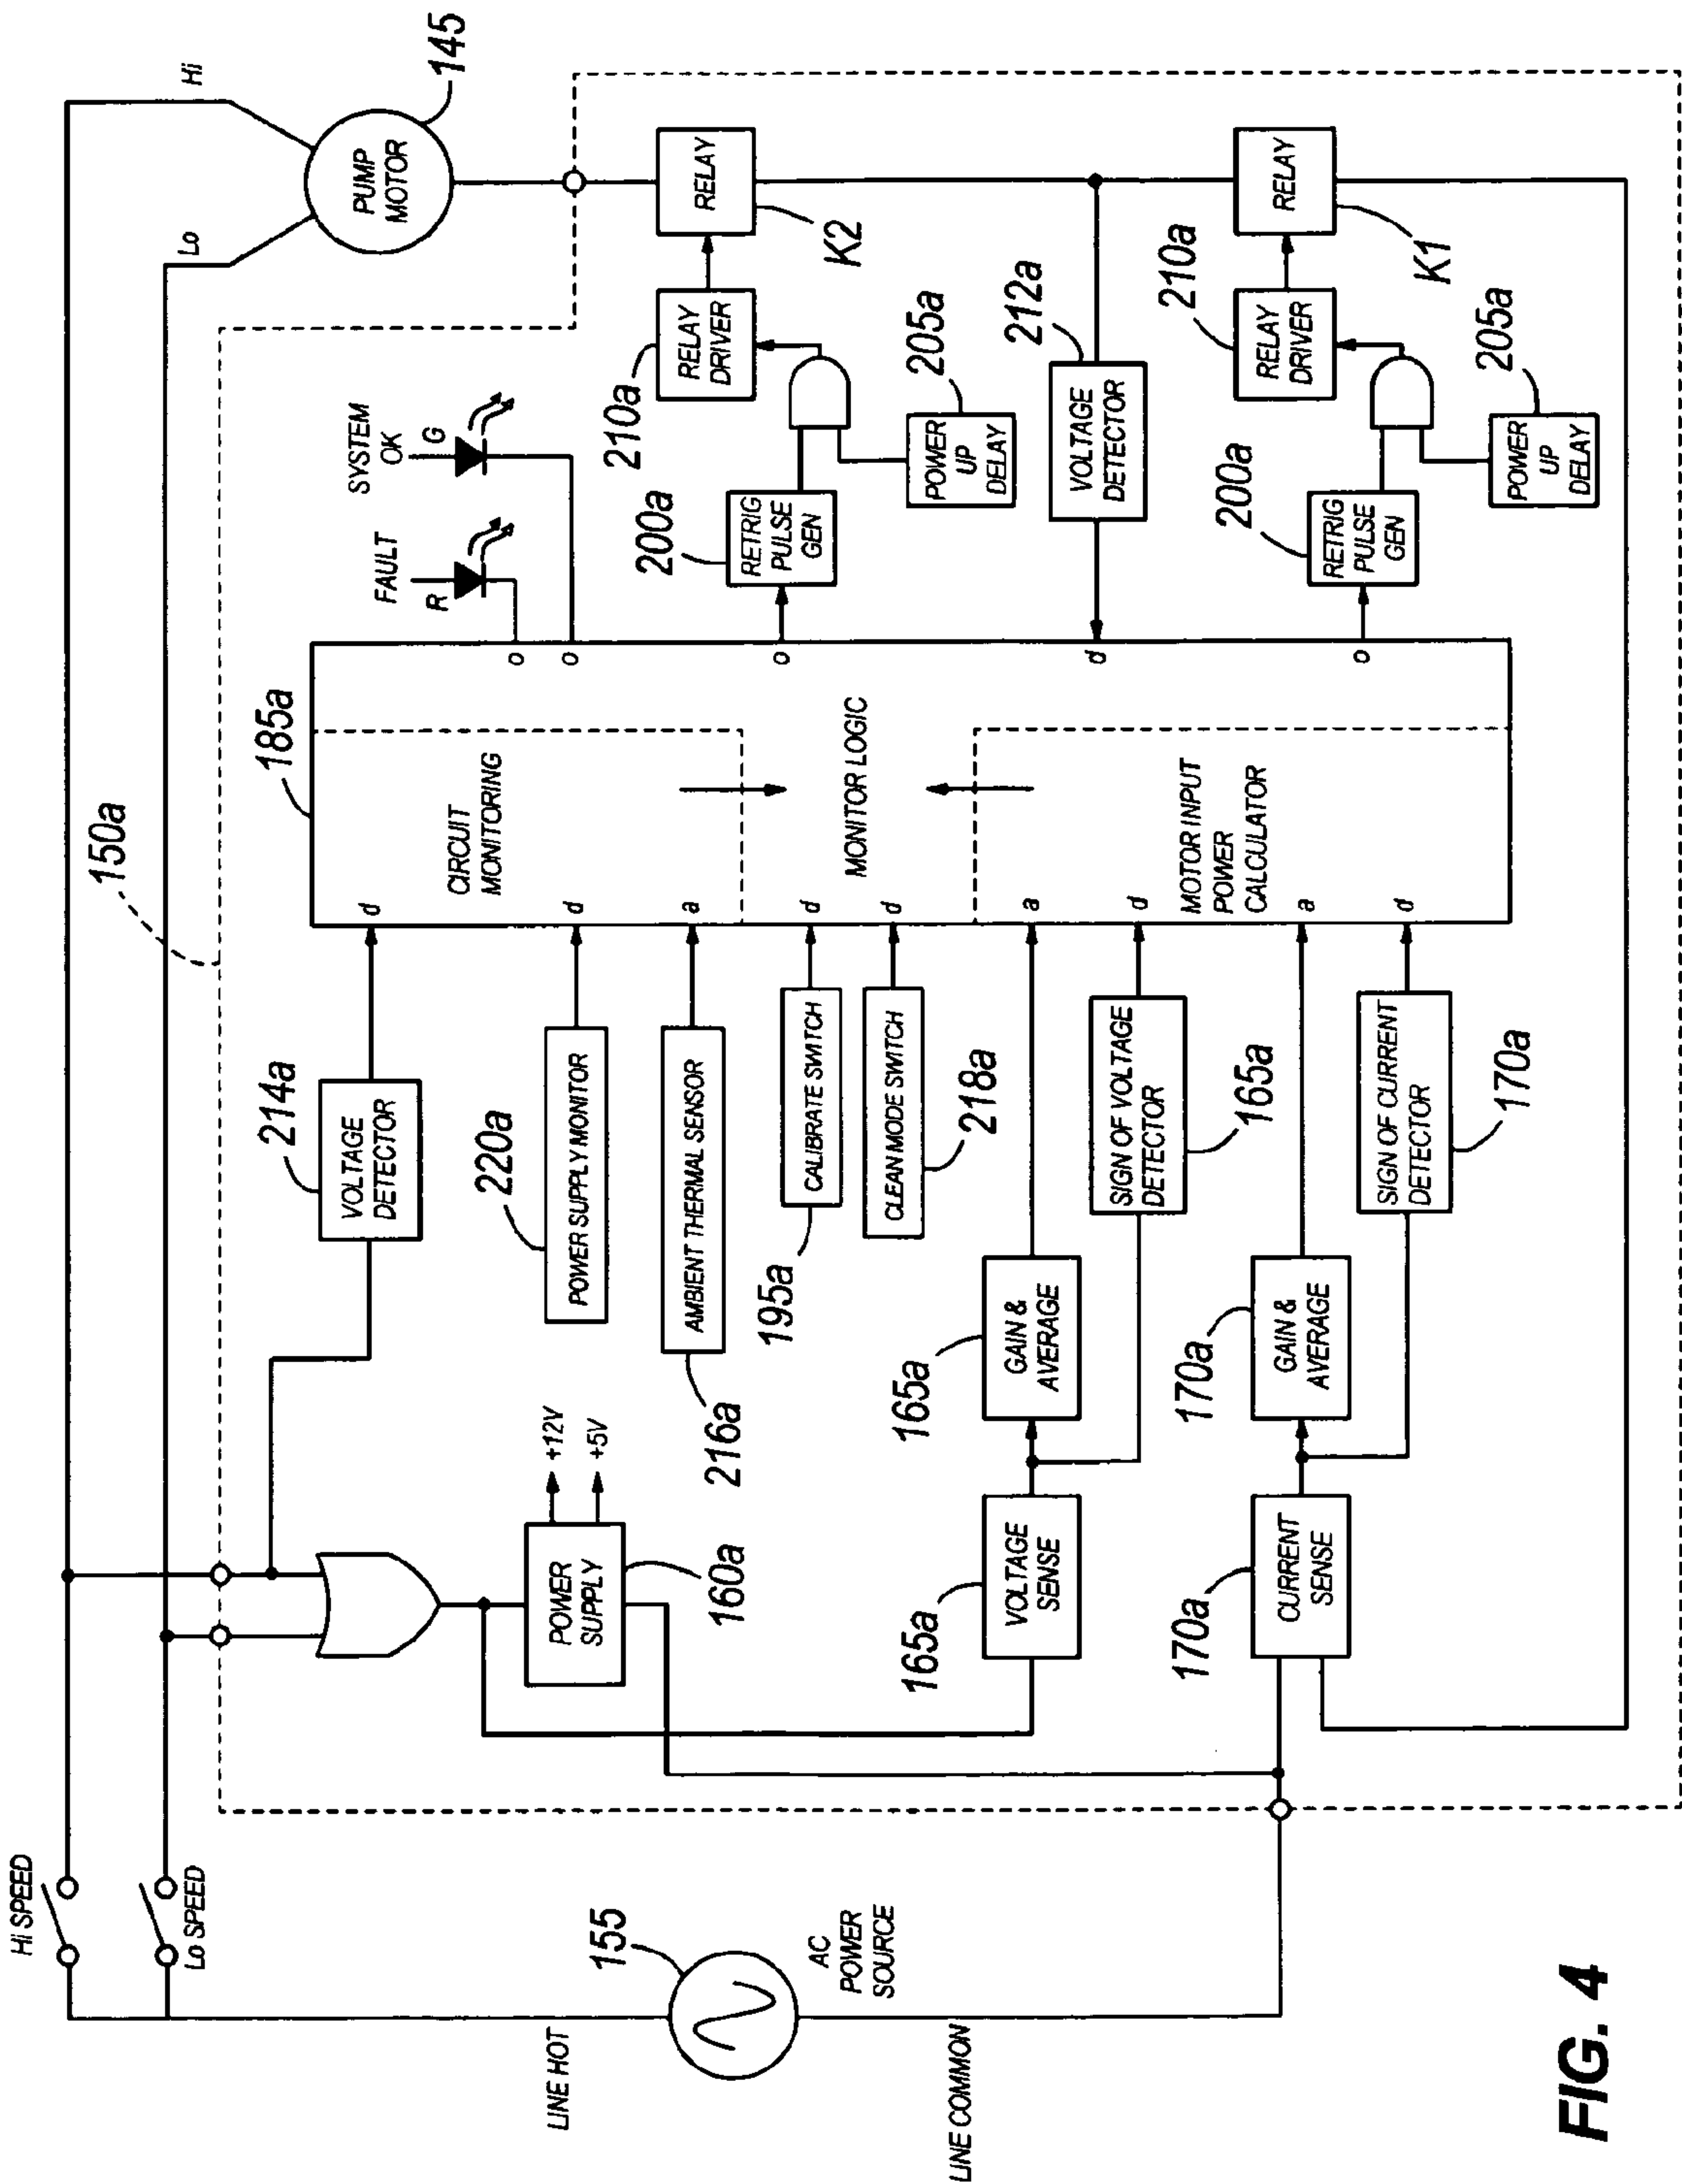 Hi SPEED
Lo SPEED
LINE HOT
155
AC
POWER
SOURCE
LINE COMMON
150a
Hi
Lo
PUMP
MOTOR
145
POWER
SUPPLY
+12V
+5V
160a
214a
VOLTAGE
DETECTOR
220a
POWER SUPPLY MONITOR
AMBIENT THERMAL SENSOR
216a
195a
CALIBRATE SWITCH
CLEAN MODE SWITCH
218a
165a
VOLTAGE
SENSE
165a
GAIN &
AVERAGE
SIGN OF VOLTAGE
DETECTOR
165a
170a
CURRENT
SENSE
170a
GAIN &
AVERAGE
SIGN OF CURRENT
DETECTOR
170a
185a
d
CIRCUIT
MONITORING
d
a
d
MONITOR LOGIC
d
a
d
MOTOR INPUT
POWER
CALCULATOR
a
d
o
o
o
d
o
FAULT
R
SYSTEM
OK
G
200a
RETRIG
PULSE
GEN
210a
RELAY
DRIVER
POWER
UP
DELAY
205a
RELAY
K2
VOLTAGE
DETECTOR
212a
200a
RETRIG
PULSE
GEN
210a
RELAY
DRIVER
POWER
UP
DELAY
205a
RELAY
K1
FIG. 4